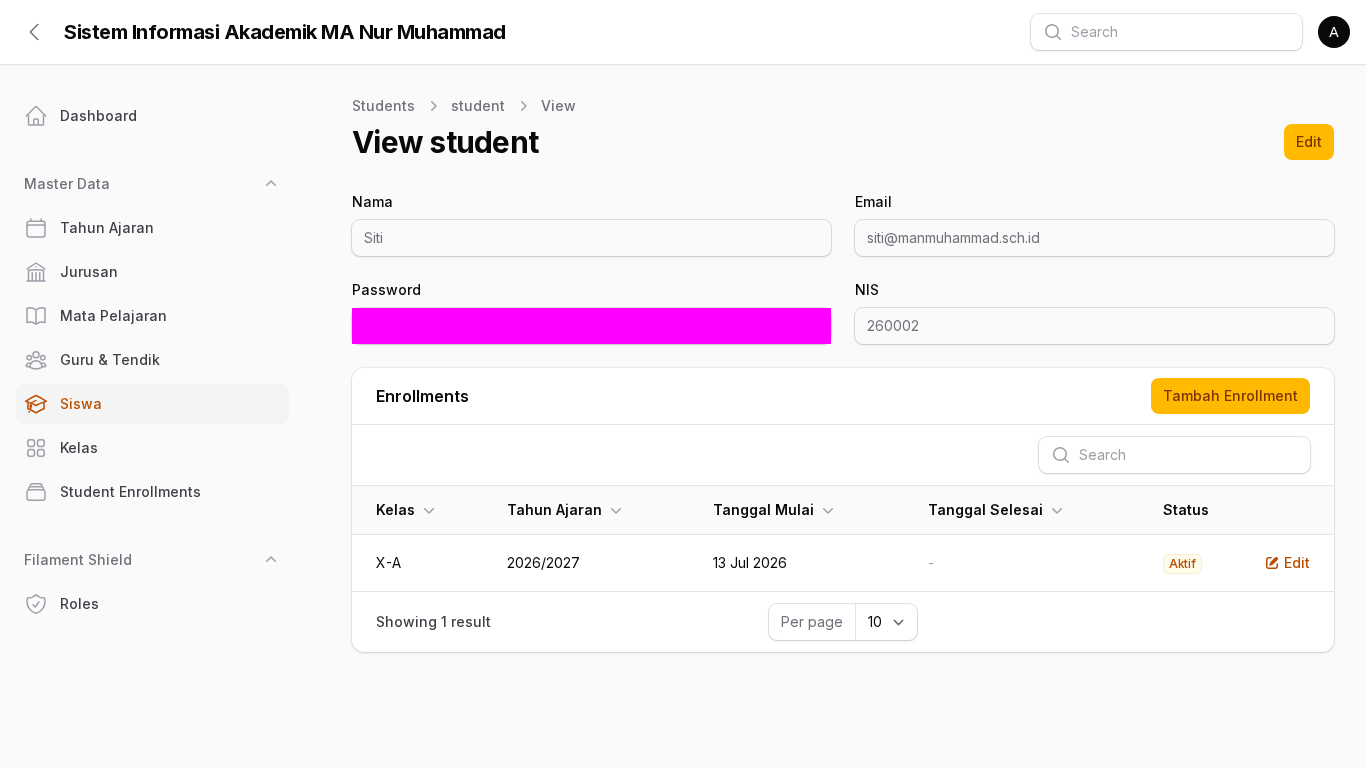 Sistem Informasi Akademik MA Nur Muhammad
Search
A
Dashboard
Master Data
Tahun Ajaran
Jurusan
Mata Pelajaran
Guru & Tendik
Siswa
Kelas
Student Enrollments
Filament Shield
Roles
Students student View
View student
Edit
Nama
Siti
Email
siti@manmuhammad.sch.id
Password
NIS
260002
Enrollments
Tambah Enrollment
Search
Kelas Tahun Ajaran Tanggal Mulai Tanggal Selesai Status
X-A 2026/2027 13 Jul 2026 - Aktif Edit
Showing 1 result
Per page 10